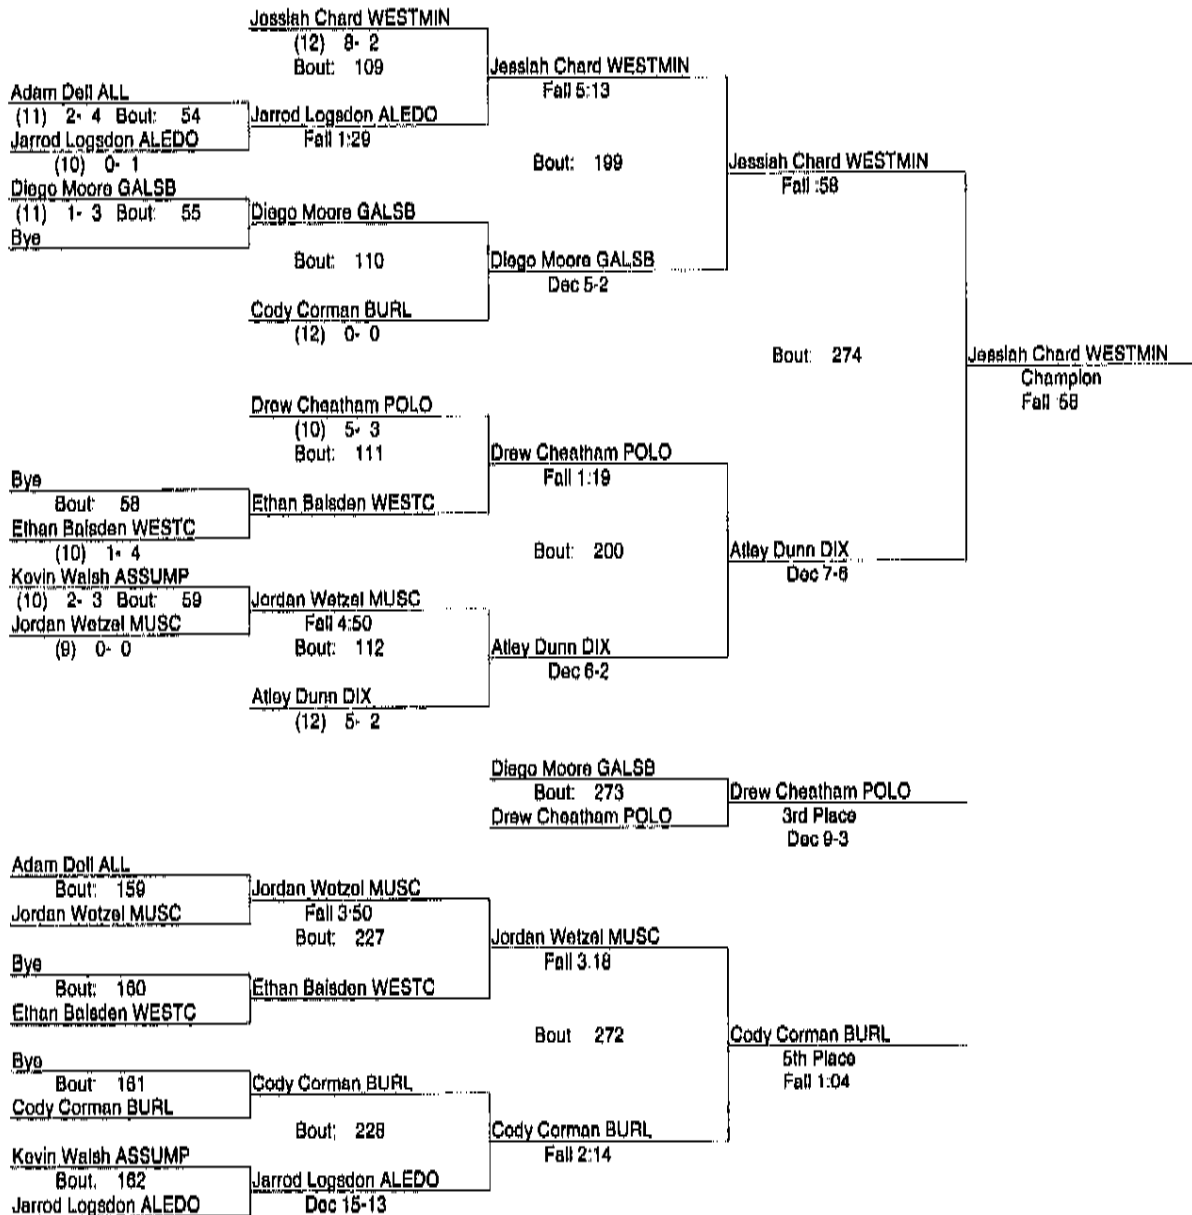 Jessiah Chard WESTMIN
(12) 8- 2
Bout: 109
Jessiah Chard WESTMIN
Fall 5:13
Adam Doll ALL
(11) 2- 4 Bout: 54
Jarrod Logsdon ALEDO
Fall 1:29
Jarrod Logsdon ALEDO
(10) 0- 1
Bout: 199
Jessiah Chard WESTMIN
Fall :58
Diego Moore GALSB
(11) 1- 3 Bout: 55
Diego Moore GALSB
Bye
Bout: 110
Diego Moore GALSB
Dec 5-2
Cody Corman BURL
(12) 0- 0
Bout: 274
Jessiah Chard WESTMIN
Champion
Fall :58
Drew Cheatham POLO
(10) 5- 3
Bout: 111
Drew Cheatham POLO
Fall 1:19
Bye
Bout: 58
Ethan Baisden WESTC
Ethan Baisden WESTC
(10) 1- 4
Bout: 200
Atley Dunn DIX
Dec 7-6
Kevin Walsh ASSUMP
(10) 2- 3 Bout: 59
Jordan Wetzel MUSC
Fall 4:50
Jordan Wetzel MUSC
(9) 0- 0
Bout: 112
Atley Dunn DIX
Dec 6-2
Atley Dunn DIX
(12) 5- 2
Diego Moore GALSB
Bout: 273
Drew Cheatham POLO
Drew Cheatham POLO
3rd Place
Dec 9-3
Adam Doll ALL
Bout: 159
Jordan Wetzel MUSC
Jordan Wetzel MUSC
Fall 3:50
Bout: 227
Jordan Wetzel MUSC
Fall 3:18
Bye
Bout: 160
Ethan Baisden WESTC
Ethan Baisden WESTC
Bout 272
Cody Corman BURL
5th Place
Fall 1:04
Bye
Bout: 161
Cody Corman BURL
Cody Corman BURL
Bout: 228
Cody Corman BURL
Fall 2:14
Kevin Walsh ASSUMP
Bout. 162
Jarrod Logsdon ALEDO
Jarrod Logsdon ALEDO
Dec 15-13